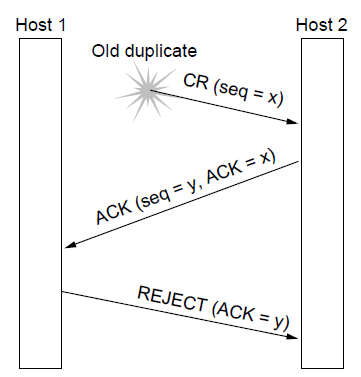 Host 1
Host 2
Old duplicate
CR (seq = x)
ACK (seq = y, ACK = x)
REJECT (ACK = y)